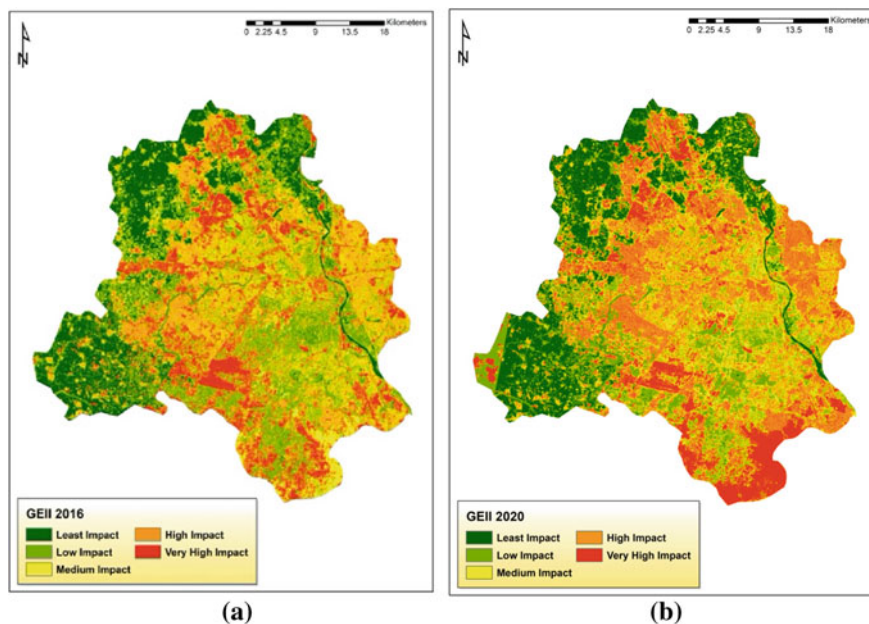 Kilometers
0 2.25 4.5 9 13.5 18
N
GEII 2016
Least Impact High Impact
Low Impact Very High Impact
Medium Impact
(a)
Kilometers
0 2.25 4.5 9 13.5 18
N
GEII 2020
Least Impact High Impact
Low Impact Very High Impact
Medium Impact
(b)